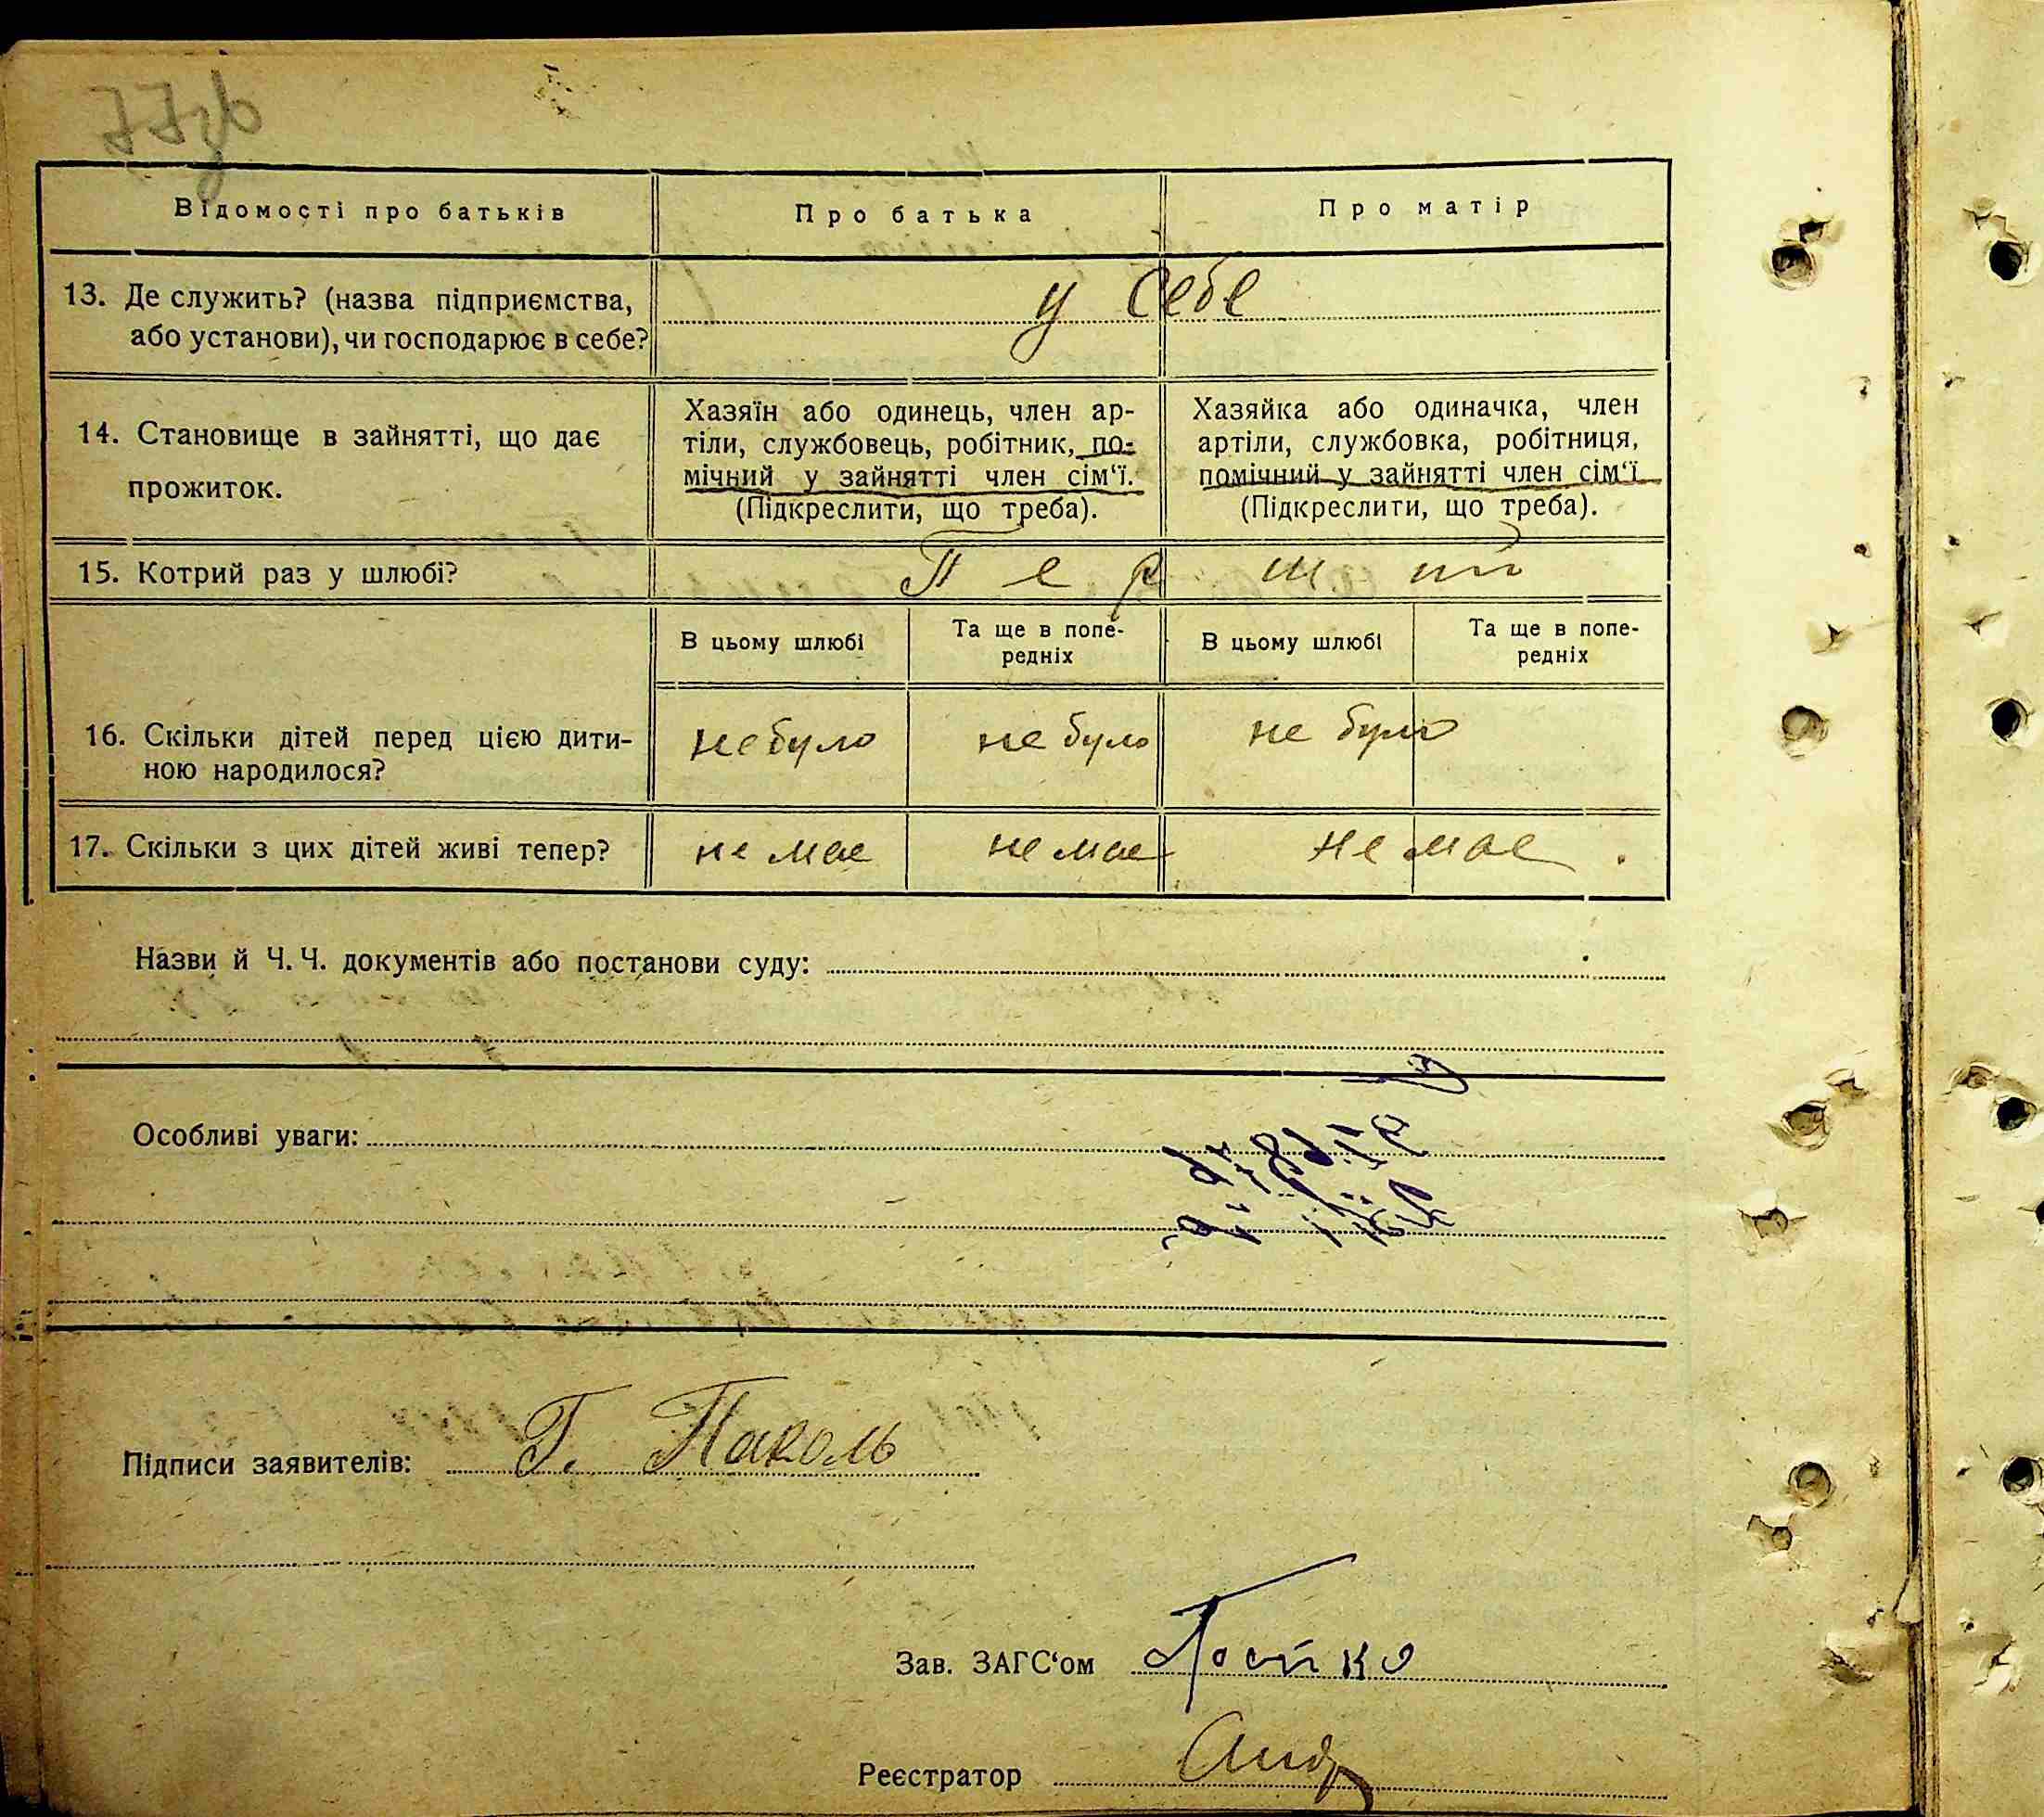 77зв
Відомості про батьків Про батька Про матір
13. Де служить? (назва підприємства, у себе
або установи), чи господарює в себе?
14. Становище в зайнятті, що дає
прожиток.
Хазяїн або одинець, член ар-
тіли, службовець, робітник, по-
мічний у зайнятті член сім‘ї.
(Підкреслити, що треба).
Хазяйка або одиначка, член
артіли, службовка, робітниця,
помічний у зайнятті член сім‘ї
(Підкреслити, що треба).
15. Котрий раз у шлюбі? Перший
В цьому шлюбі
Та ще в попе-
редніх
В цьому шлюбі
Та ще в попе-
редніх
16. Скільки дітей перед цією дити-
ною народилося?
не було не було не було
17. Скільки з цих дітей живі тепер? не має не має не має.
Назви й Ч. Ч. документів або постанови суду:
Особливі уваги:
Підписи заявителів: Г.
Зав. ЗАГС‘ом
Реєстратор